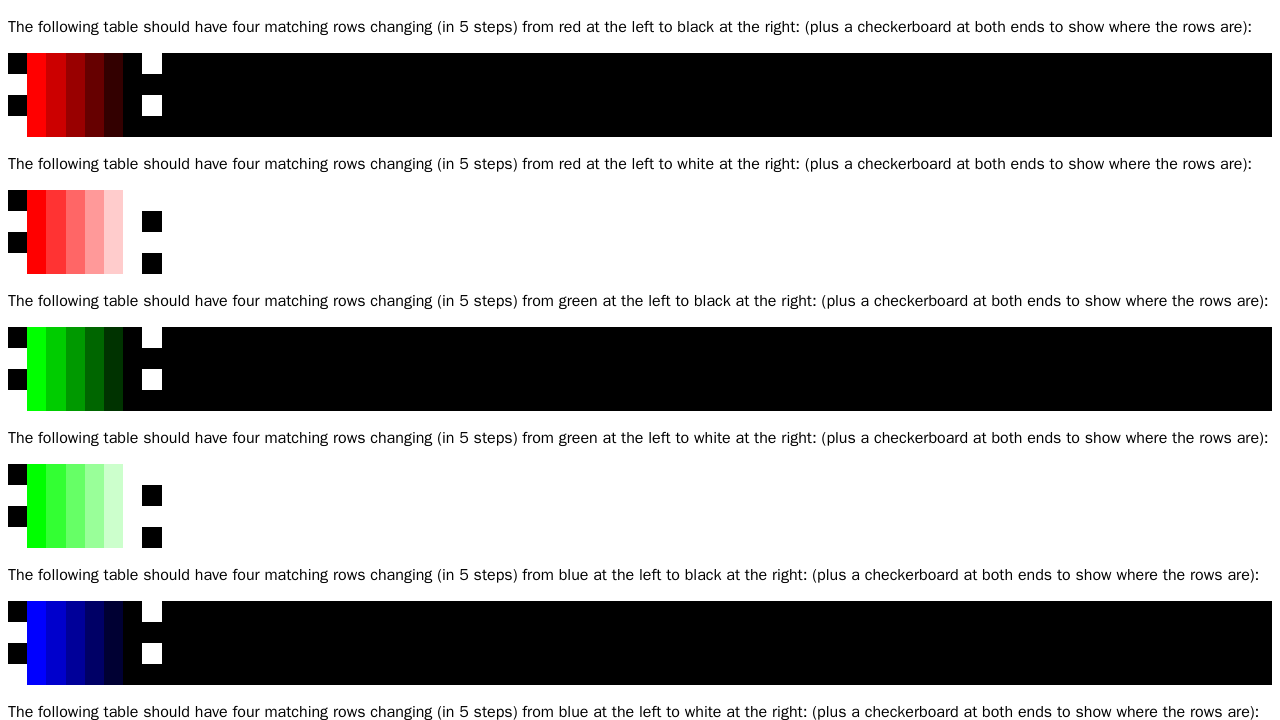 The following table should have four matching rows changing (in 5 steps) from red at the left to black at the right: (plus a checkerboard at both ends to show where the rows are):
The following table should have four matching rows changing (in 5 steps) from red at the left to white at the right: (plus a checkerboard at both ends to show where the rows are):
The following table should have four matching rows changing (in 5 steps) from green at the left to black at the right: (plus a checkerboard at both ends to show where the rows are):
The following table should have four matching rows changing (in 5 steps) from green at the left to white at the right: (plus a checkerboard at both ends to show where the rows are):
The following table should have four matching rows changing (in 5 steps) from blue at the left to black at the right: (plus a checkerboard at both ends to show where the rows are):
The following table should have four matching rows changing (in 5 steps) from blue at the left to white at the right: (plus a checkerboard at both ends to show where the rows are):